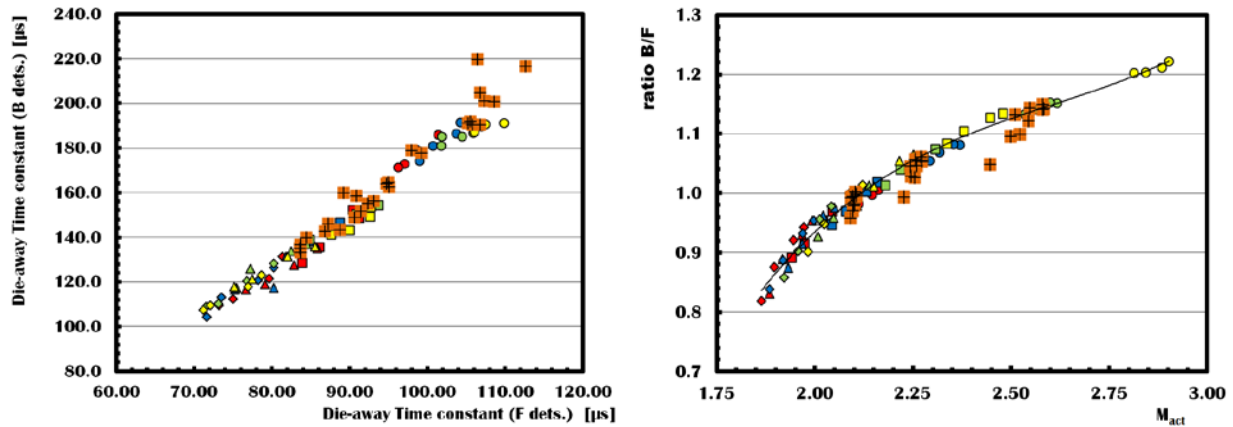 Die-away Time constant (B dets.) [µs]
240.0
220.0
200.0
180.0
160.0
140.0
120.0
100.0
80.0
60.00 70.00 80.00 90.00 100.00 110.00 120.00
Die-away Time constant (F dets.) [µs]
ratio B/F
1.3
1.2
1.1
1.0
0.9
0.8
0.7
1.75 2.00 2.25 2.50 2.75 3.00
M_act